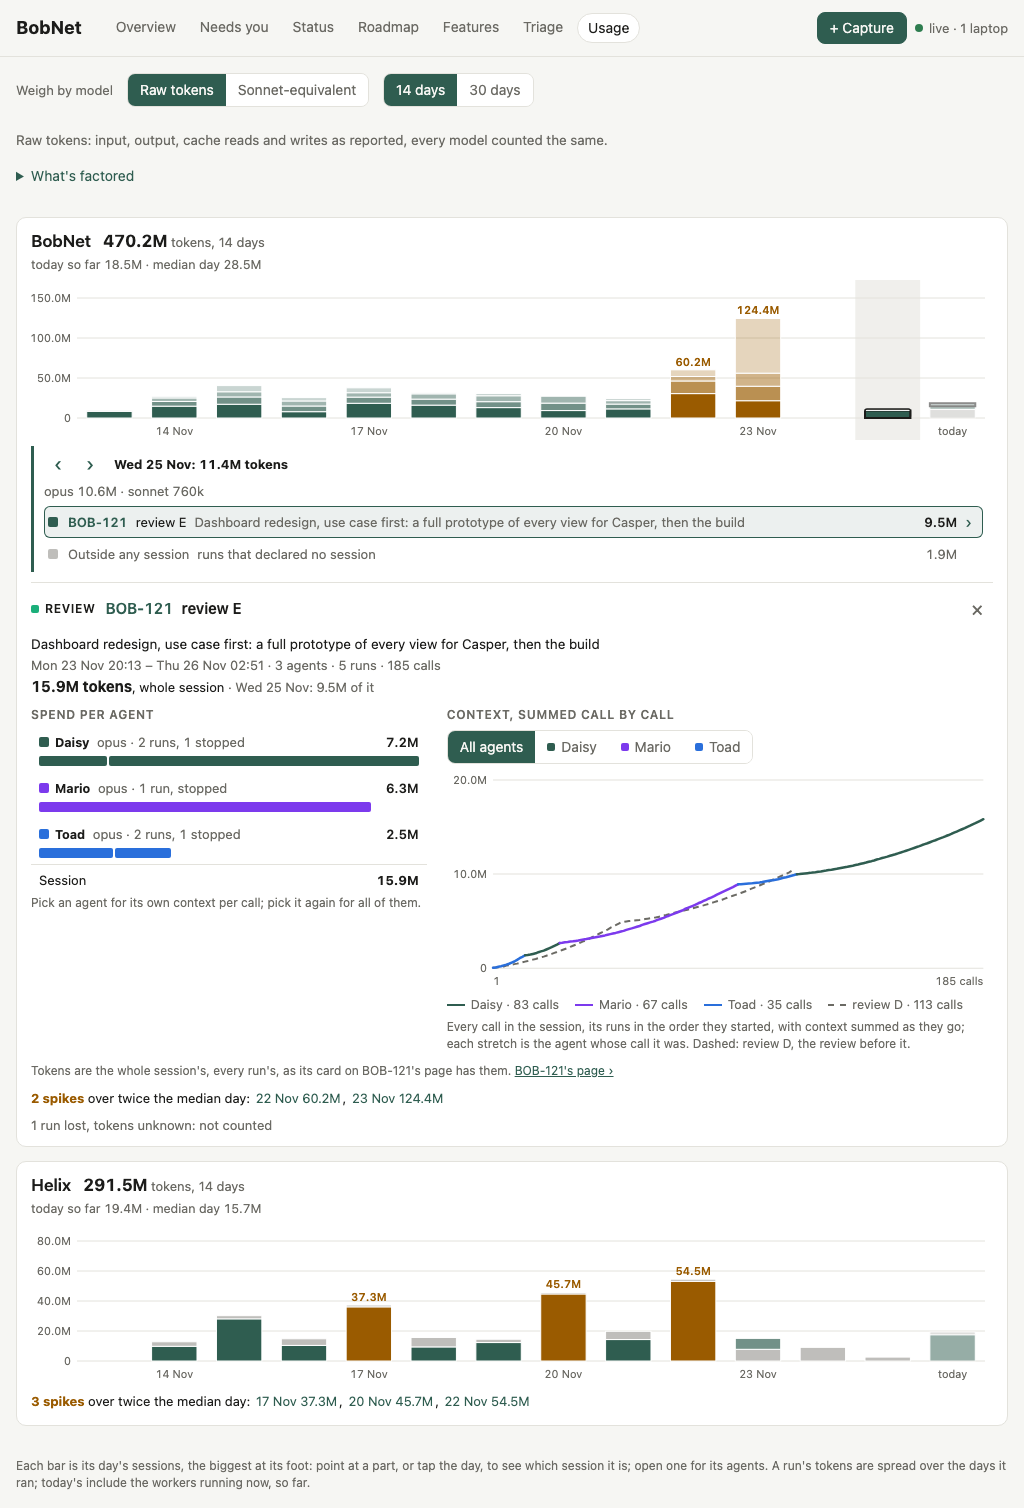 BobNet Overview Needs you Status Roadmap Features Triage Usage + Capture live · 1 laptop
Weigh by model Raw tokens Sonnet-equivalent 14 days 30 days
Raw tokens: input, output, cache reads and writes as reported, every model counted the same.
▶ What's factored
BobNet 470.2M tokens, 14 days
today so far 18.5M · median day 28.5M
150.0M
100.0M
50.0M
0
60.2M
124.4M
14 Nov 17 Nov 20 Nov 23 Nov today
‹ › Wed 25 Nov: 11.4M tokens
opus 10.6M · sonnet 760k
BOB-121 review E Dashboard redesign, use case first: a full prototype of every view for Casper, then the build 9.5M ›
Outside any session runs that declared no session 1.9M
REVIEW BOB-121 review E ×
Dashboard redesign, use case first: a full prototype of every view for Casper, then the build
Mon 23 Nov 20:13 – Thu 26 Nov 02:51 · 3 agents · 5 runs · 185 calls
15.9M tokens, whole session · Wed 25 Nov: 9.5M of it
SPEND PER AGENT
Daisy opus · 2 runs, 1 stopped 7.2M
Mario opus · 1 run, stopped 6.3M
Toad opus · 2 runs, 1 stopped 2.5M
Session 15.9M
Pick an agent for its own context per call; pick it again for all of them.
CONTEXT, SUMMED CALL BY CALL
All agents Daisy Mario Toad
20.0M
10.0M
0
1 185 calls
Daisy · 83 calls Mario · 67 calls Toad · 35 calls review D · 113 calls
Every call in the session, its runs in the order they started, with context summed as they go;
each stretch is the agent whose call it was. Dashed: review D, the review before it.
Tokens are the whole session's, every run's, as its card on BOB-121's page has them. BOB-121's page ›
2 spikes over twice the median day: 22 Nov 60.2M, 23 Nov 124.4M
1 run lost, tokens unknown: not counted
Helix 291.5M tokens, 14 days
today so far 19.4M · median day 15.7M
80.0M
60.0M
40.0M
20.0M
0
37.3M
45.7M
54.5M
14 Nov 17 Nov 20 Nov 23 Nov today
3 spikes over twice the median day: 17 Nov 37.3M, 20 Nov 45.7M, 22 Nov 54.5M
Each bar is its day's sessions, the biggest at its foot: point at a part, or tap the day, to see which session it is; open one for its agents. A run's tokens are spread over the days it
ran; today's include the workers running now, so far.